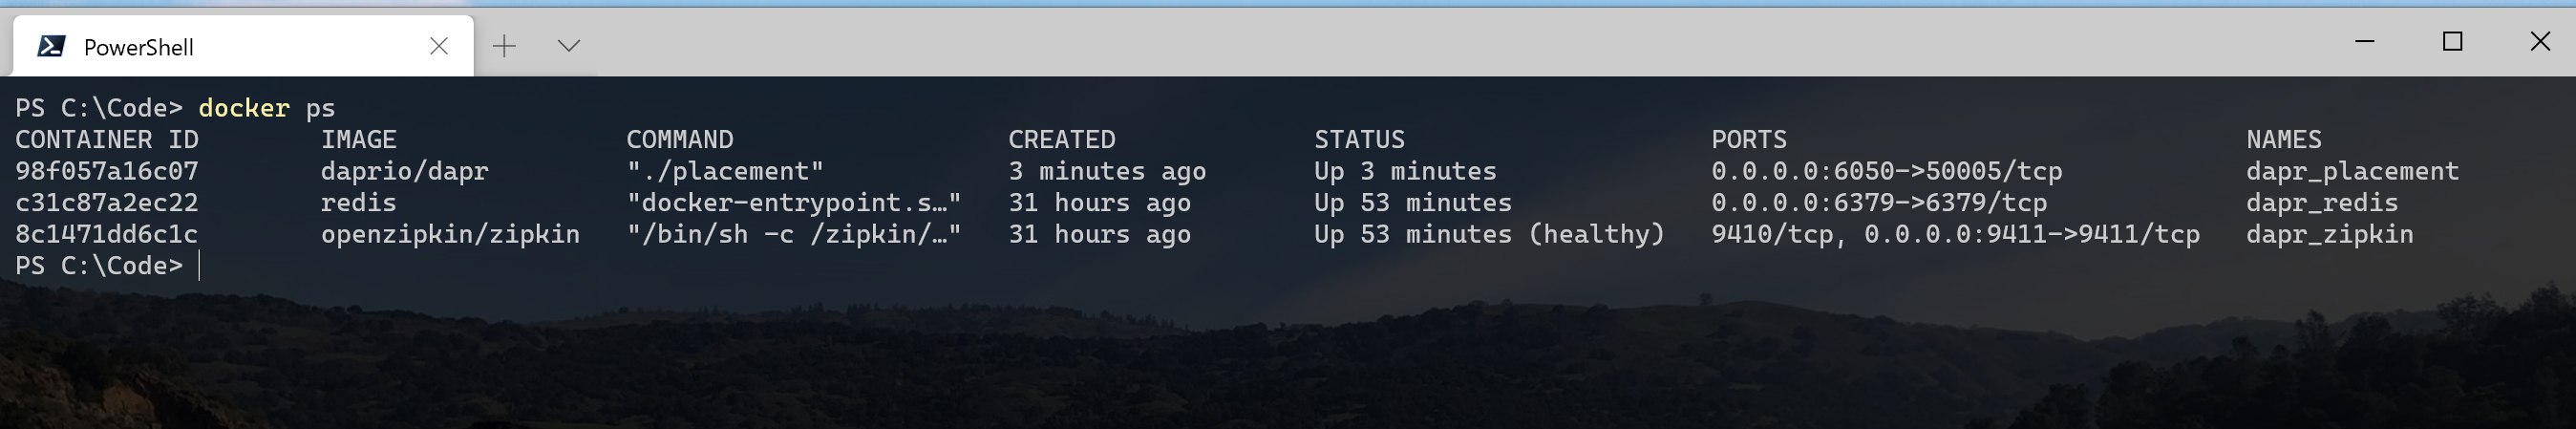 PowerShell
PS C:\Code> docker ps
CONTAINER ID        IMAGE               COMMAND                  CREATED             STATUS                    PORTS                              NAMES
98f057a16c07        daprio/dapr         "./placement"            3 minutes ago       Up 3 minutes              0.0.0.0:6050->50005/tcp            dapr_placement
c31c87a2ec22        redis               "docker-entrypoint.s…"   31 hours ago        Up 53 minutes             0.0.0.0:6379->6379/tcp             dapr_redis
8c1471dd6c1c        openzipkin/zipkin   "/bin/sh -c /zipkin/…"   31 hours ago        Up 53 minutes (healthy)   9410/tcp, 0.0.0.0:9411->9411/tcp   dapr_zipkin
PS C:\Code>